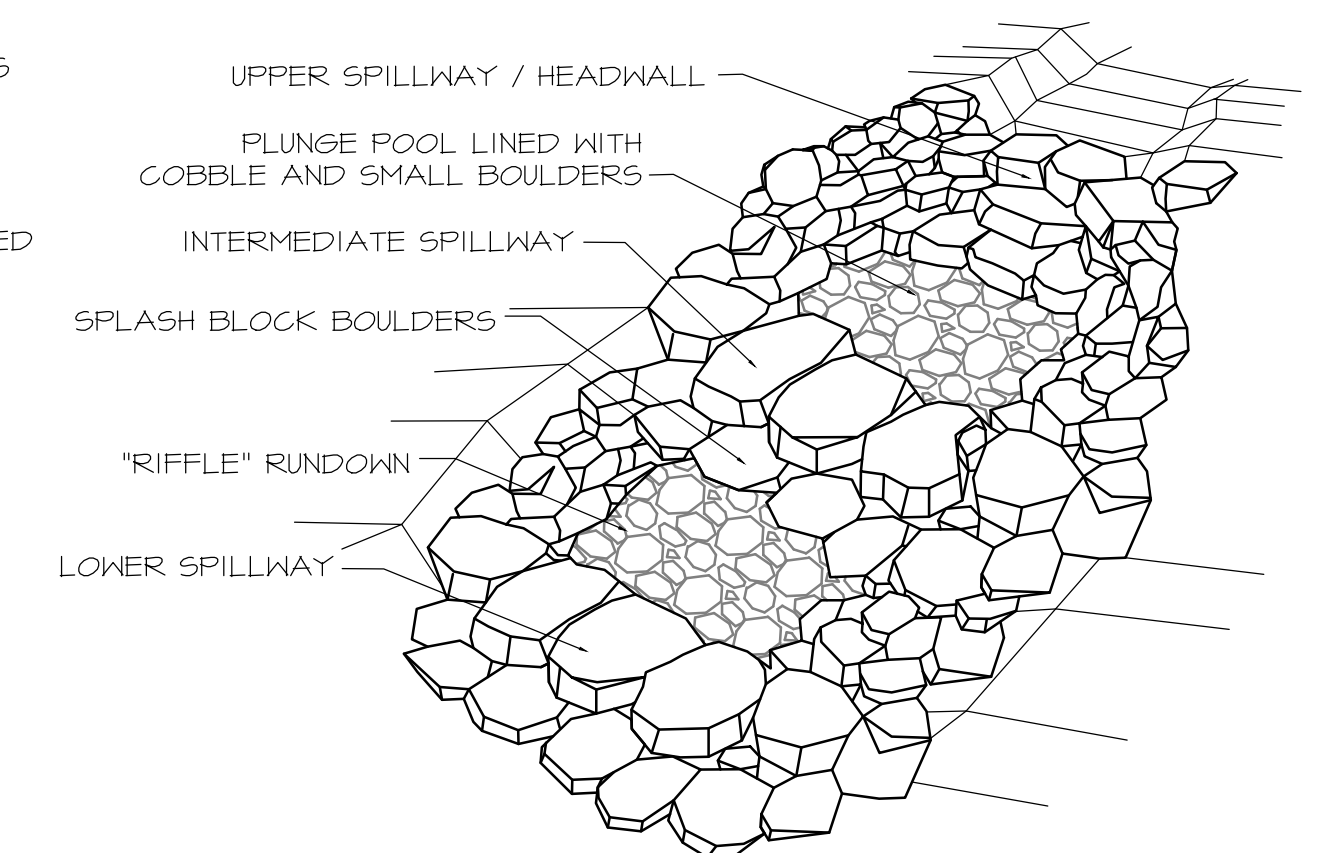 UPPER SPILLWAY / HEADWALL
PLUNGE POOL LINED WITH
COBBLE AND SMALL BOULDERS
INTERMEDIATE SPILLWAY
SPLASH BLOCK BOULDERS
"RIFFLE" RUNDOWN
LOWER SPILLWAY